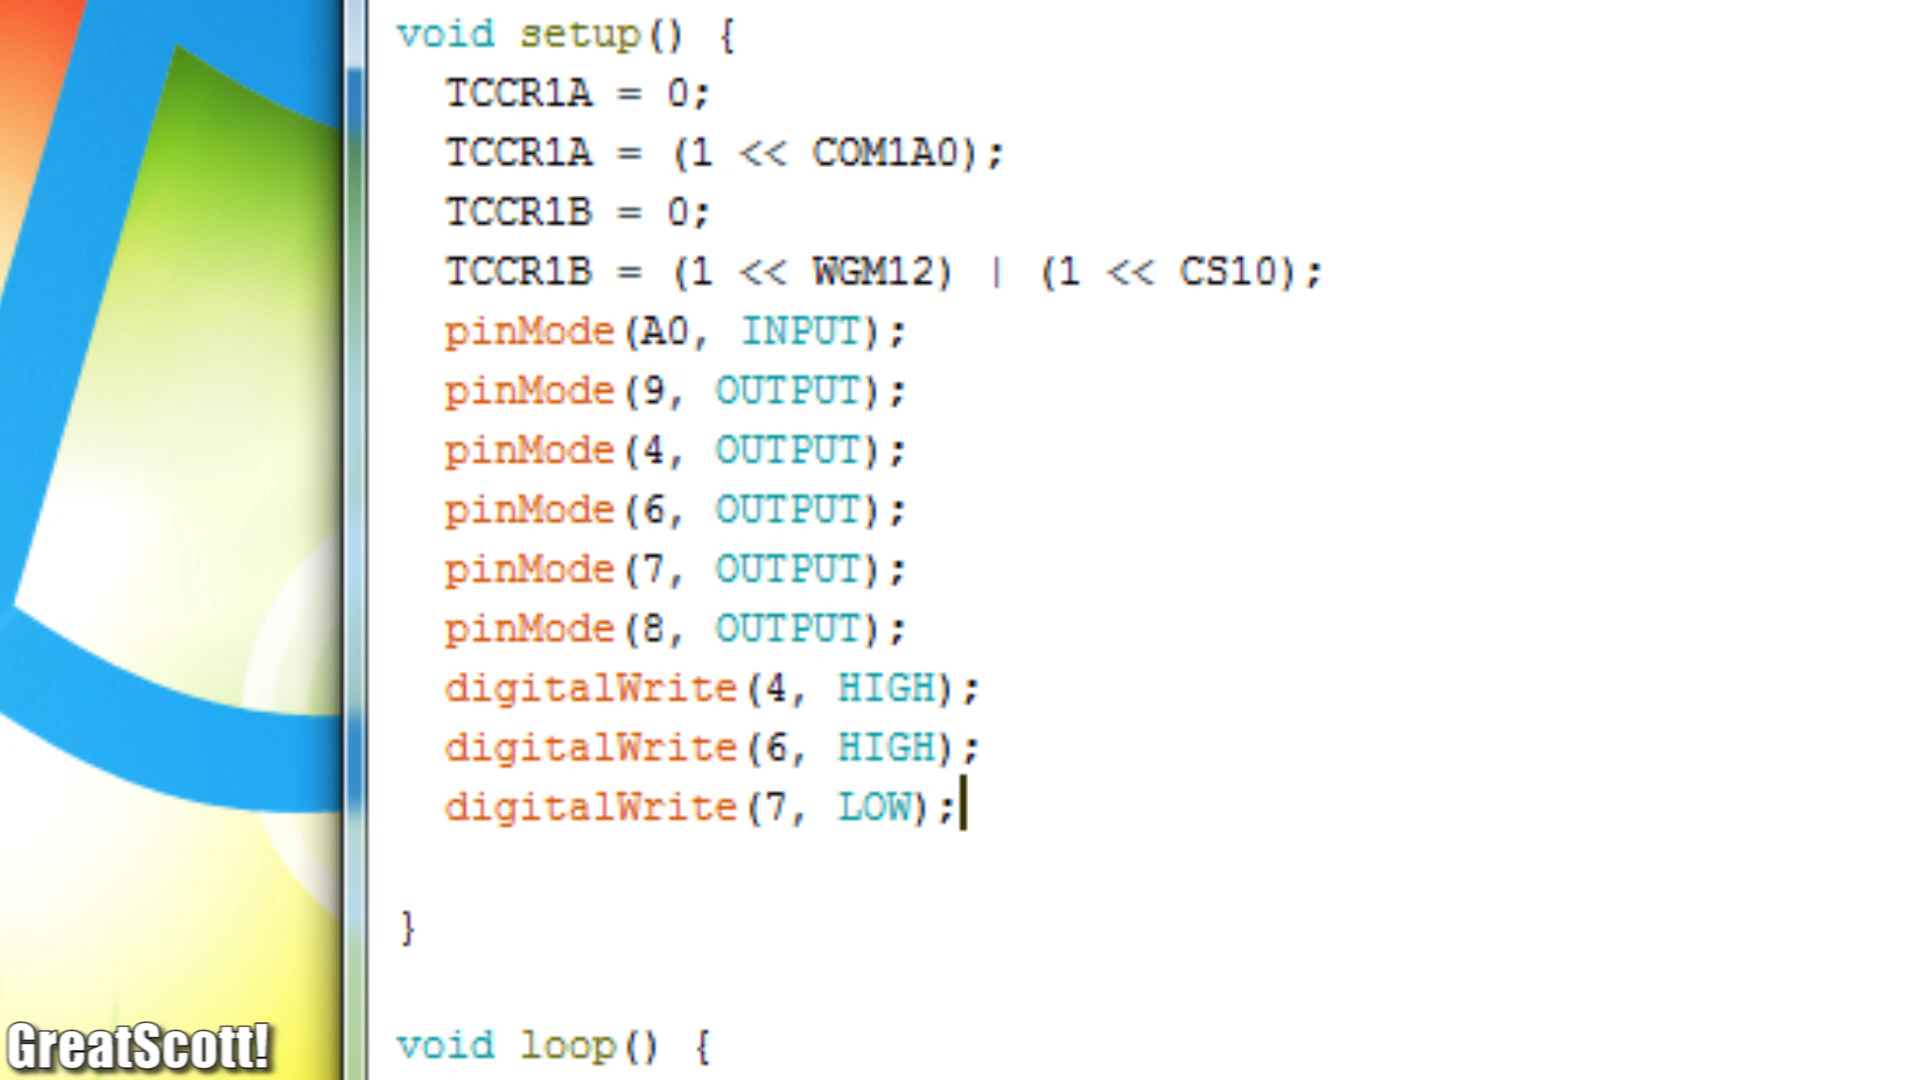 void setup() {
TCCR1A = 0;
TCCR1A = (1 << COM1A0);
TCCR1B = 0;
TCCR1B = (1 << WGM12) | (1 << CS10);
pinMode(A0, INPUT);
pinMode(9, OUTPUT);
pinMode(4, OUTPUT);
pinMode(6, OUTPUT);
pinMode(7, OUTPUT);
pinMode(8, OUTPUT);
digitalWrite(4, HIGH);
digitalWrite(6, HIGH);
digitalWrite(7, LOW);
}
void loop() {
GreatScott!